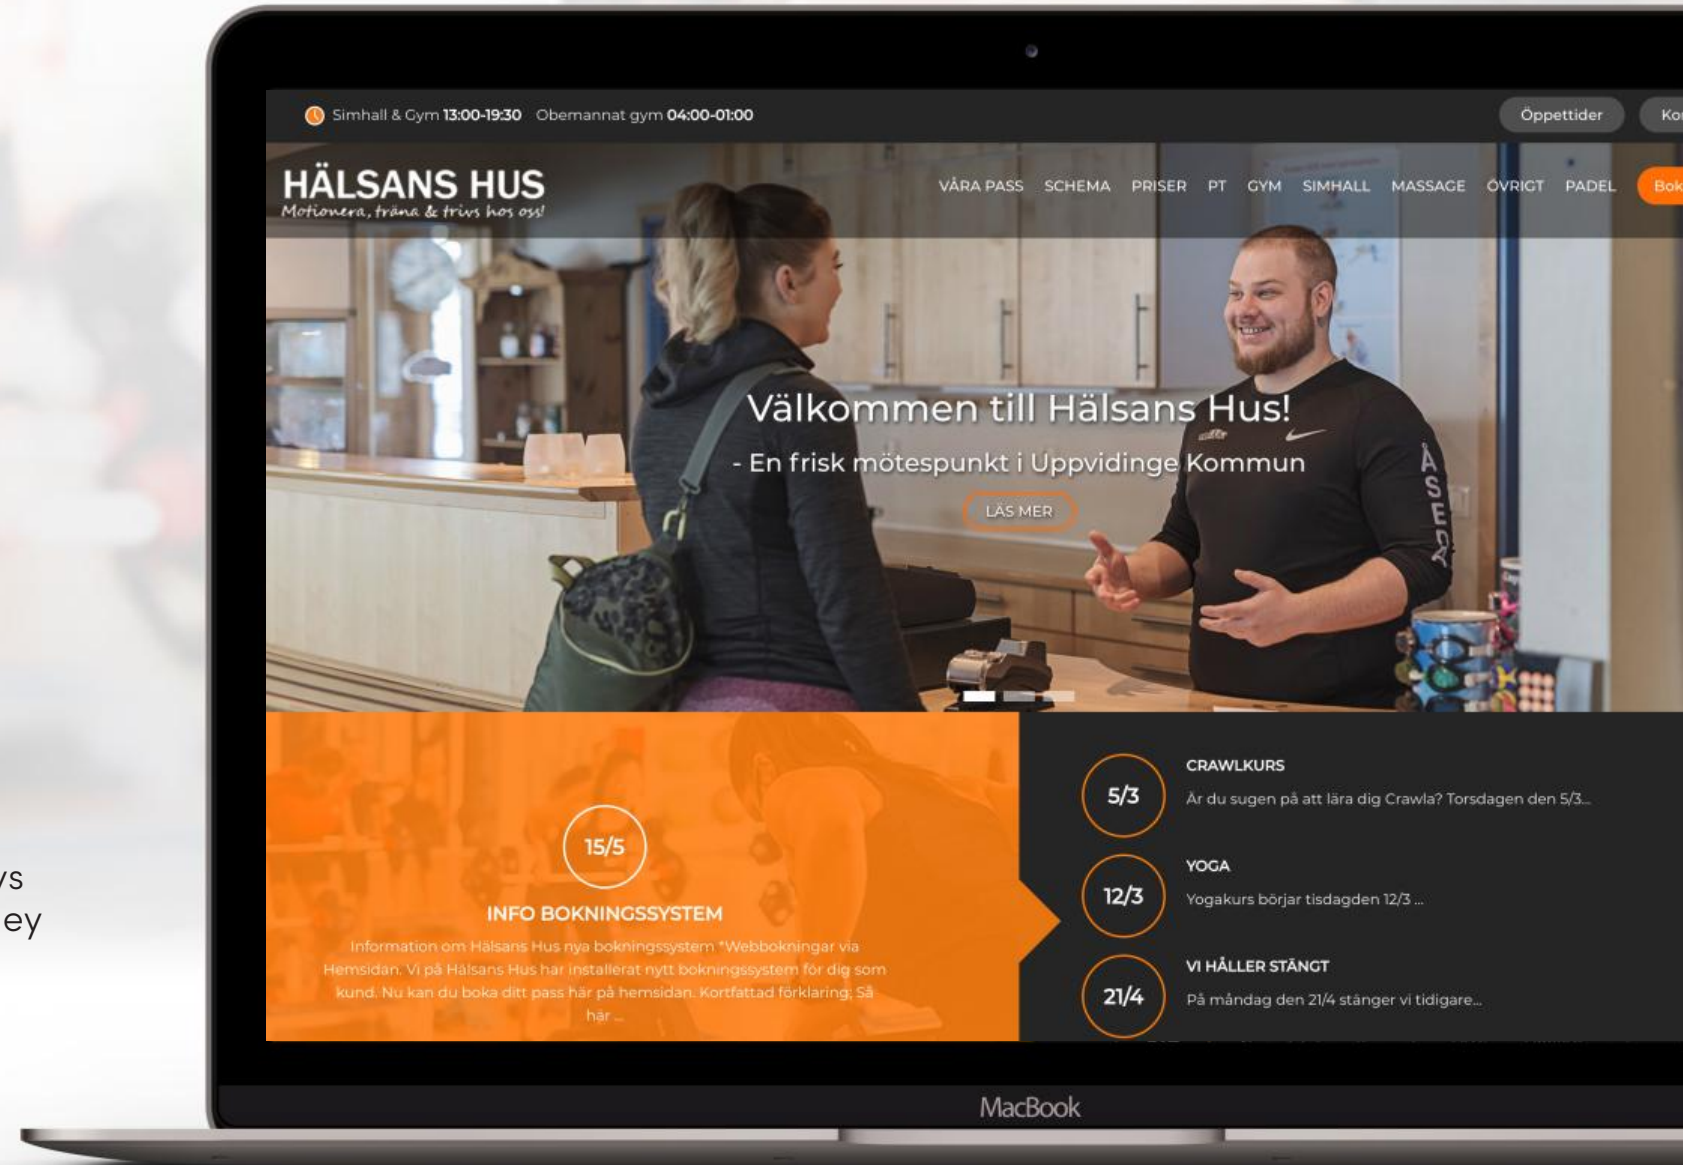 Simhall & Gym 13:00-19:30 Obemannat gym 04:00-01:00
Öppettider
HÄLSANS HUS
Motionera, träna & trivs hos oss!
VÅRA PASS SCHEMA PRISER PT GYM SIMHALL MASSAGE ÖVRIGT PADEL
Välkommen till Hälsans Hus!
- En frisk mötespunkt i Uppvidinge Kommun
LÄS MER
ÅSEDA
15/5
INFO BOKNINGSSYSTEM
Information om Hälsans Hus nya bokningssystem *Webbokningar via
Hemsidan. Vi på Hälsans Hus har installerat nytt bokningssystem för dig som
kund. Nu kan du boka ditt pass här på hemsidan. Kortfattad förklaring; Så
här ...
5/3
CRAWLKURS
Är du sugen på att lära dig Crawla? Torsdagen den 5/3...
12/3
YOGA
Yogakurs börjar tisdagden 12/3 ...
21/4
VI HÅLLER STÄNGT
På måndag den 21/4 stänger vi tidigare...
MacBook